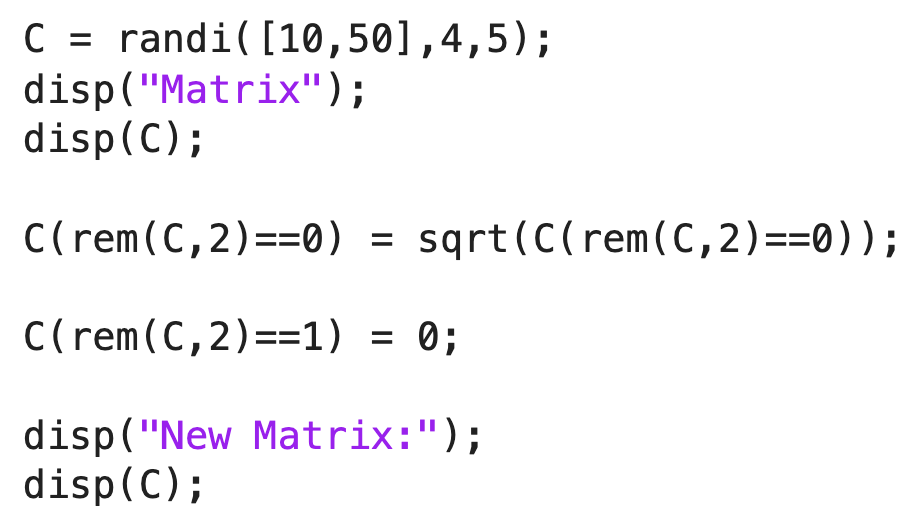 C = randi([10,50],4,5);
disp("Matrix");
disp(C);
C(rem(C,2)==0) = sqrt(C(rem(C,2)==0));
C(rem(C,2)==1) = 0;
disp("New Matrix:");
disp(C);